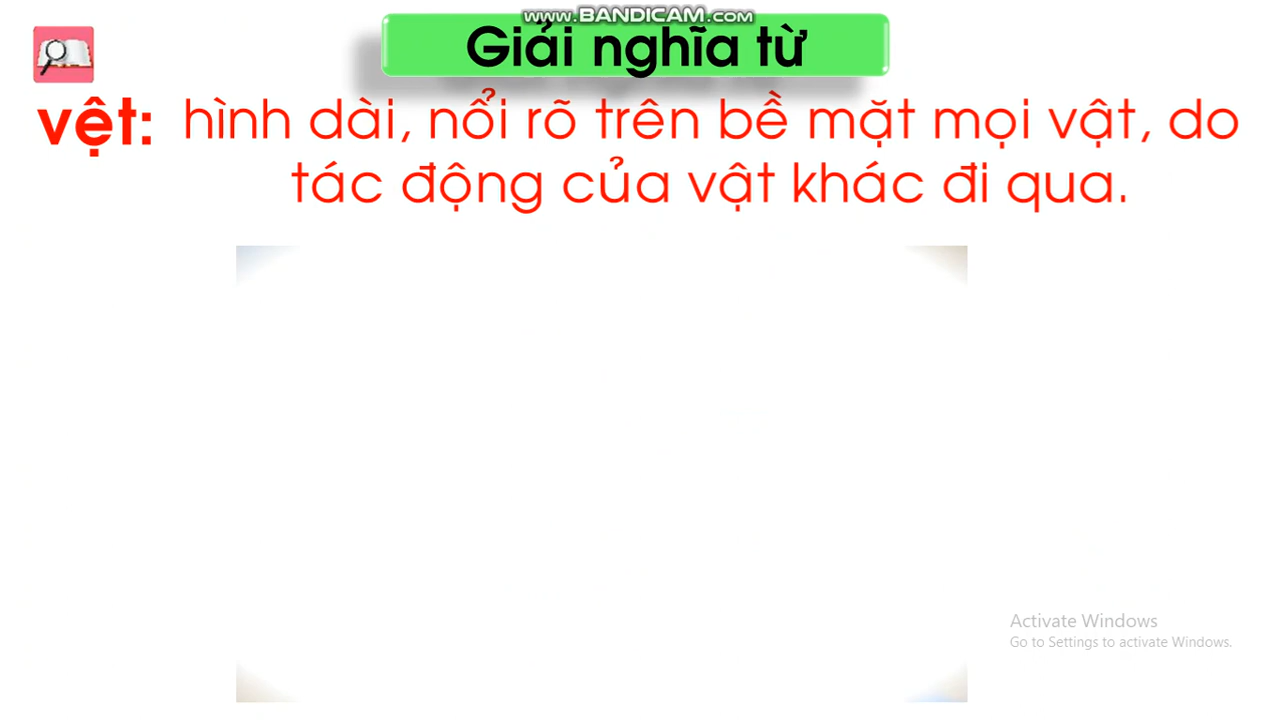 www.BANDICAM.com
Giải nghĩa từ
vệt: hình dài, nổi rõ trên bề mặt mọi vật, do
tác động của vật khác đi qua.
Activate Windows
Go to Settings to activate Windows.